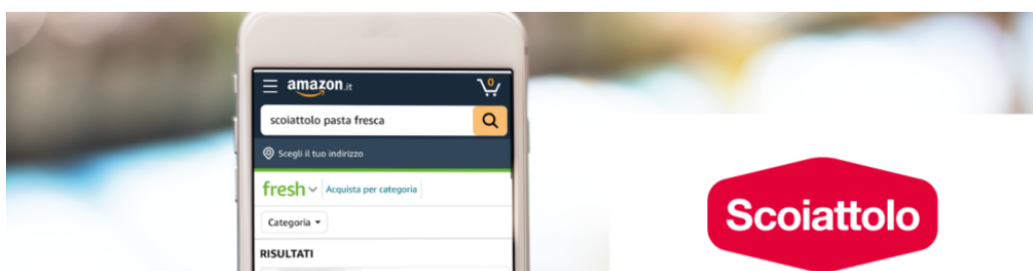 amazon.it
0
scoiattolo pasta fresca
Scegli il tuo indirizzo
fresh Acquista per categoria
Categoria
RISULTATI
Scoiattolo